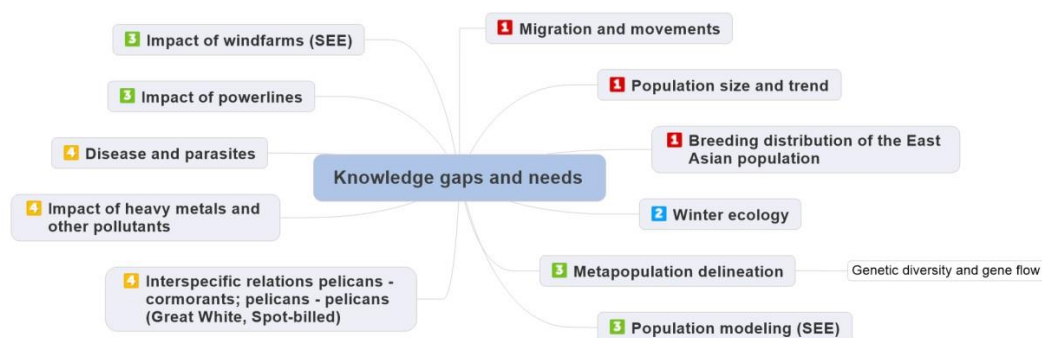 3 Impact of windfarms (SEE)
3 Impact of powerlines
4 Disease and parasites
4 Impact of heavy metals and
other pollutants
4 Interspecific relations pelicans -
cormorants; pelicans - pelicans
(Great White, Spot-billed)
Knowledge gaps and needs
1 Migration and movements
1 Population size and trend
1 Breeding distribution of the East
Asian population
2 Winter ecology
3 Metapopulation delineation
Genetic diversity and gene flow
3 Population modeling (SEE)